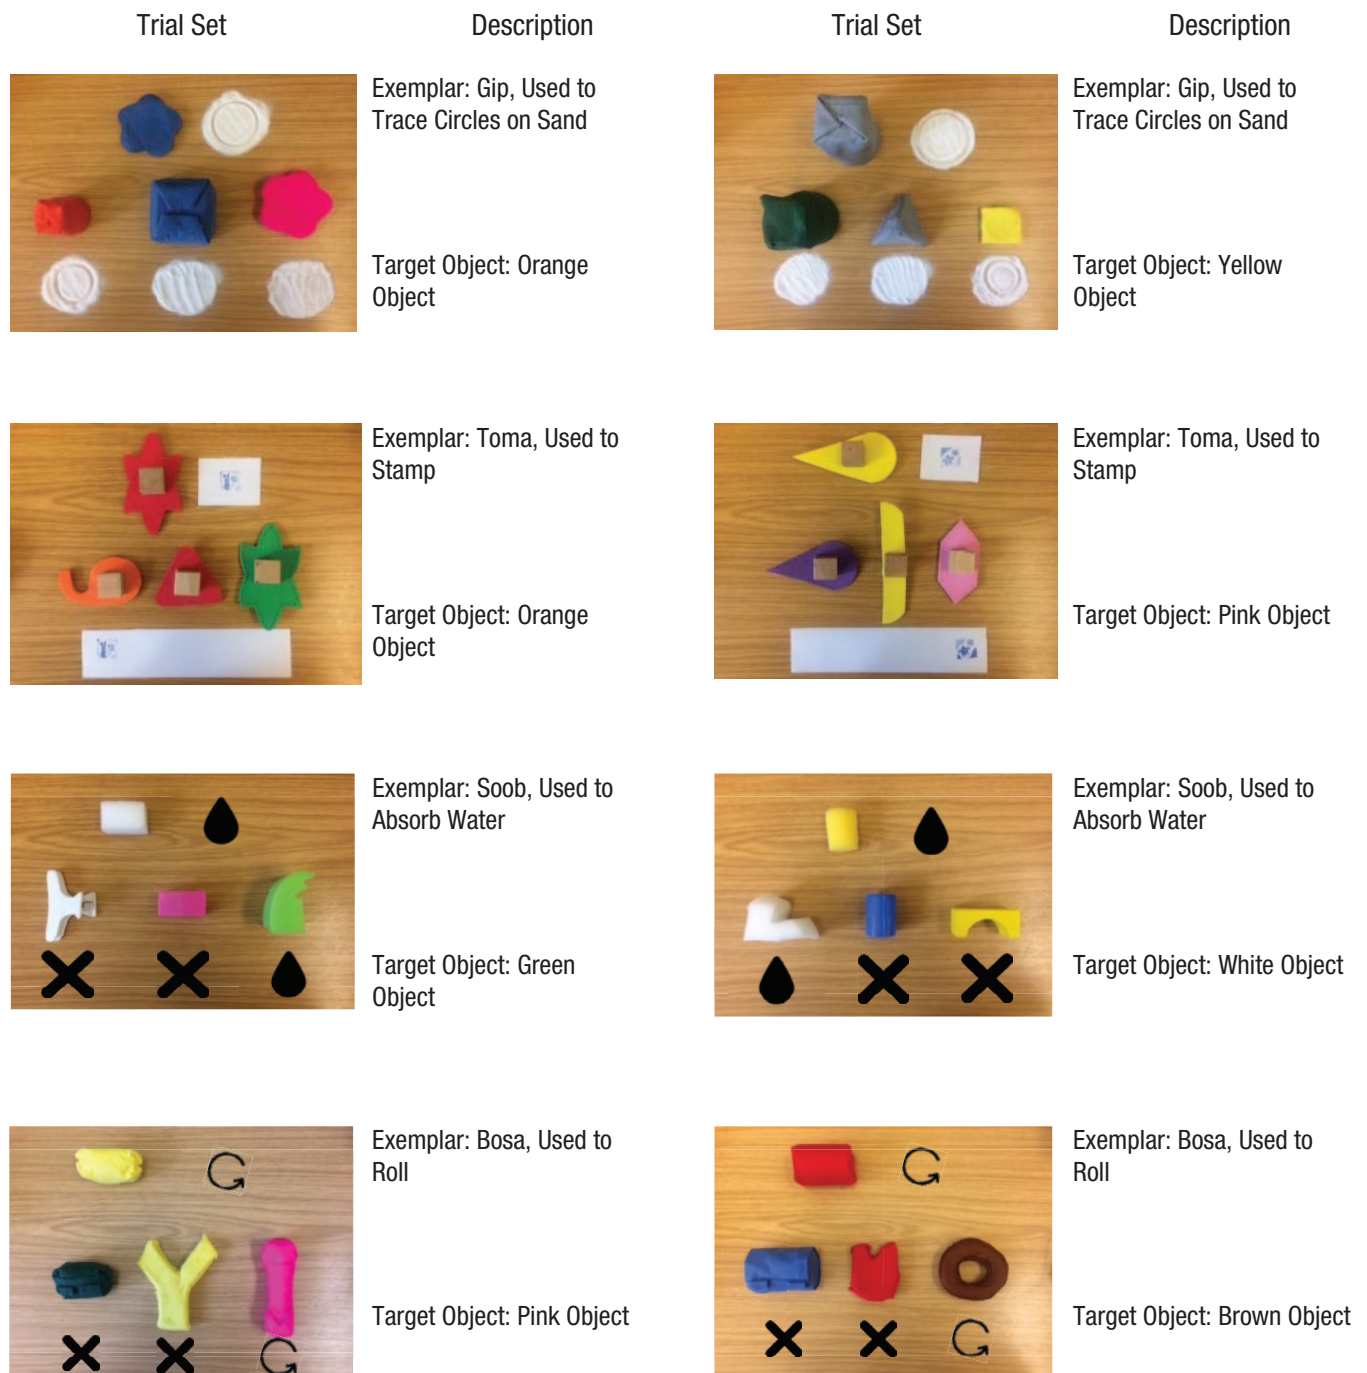 Trial Set
Description
Trial Set
Description
Exemplar: Gip, Used to
Trace Circles on Sand
Target Object: Orange
Object
Exemplar: Gip, Used to
Trace Circles on Sand
Target Object: Yellow
Object
Exemplar: Toma, Used to
Stamp
Target Object: Orange
Object
Exemplar: Toma, Used to
Stamp
Target Object: Pink Object
Exemplar: Soob, Used to
Absorb Water
Target Object: Green
Object
Exemplar: Soob, Used to
Absorb Water
Target Object: White Object
Exemplar: Bosa, Used to
Roll
Target Object: Pink Object
Exemplar: Bosa, Used to
Roll
Target Object: Brown Object